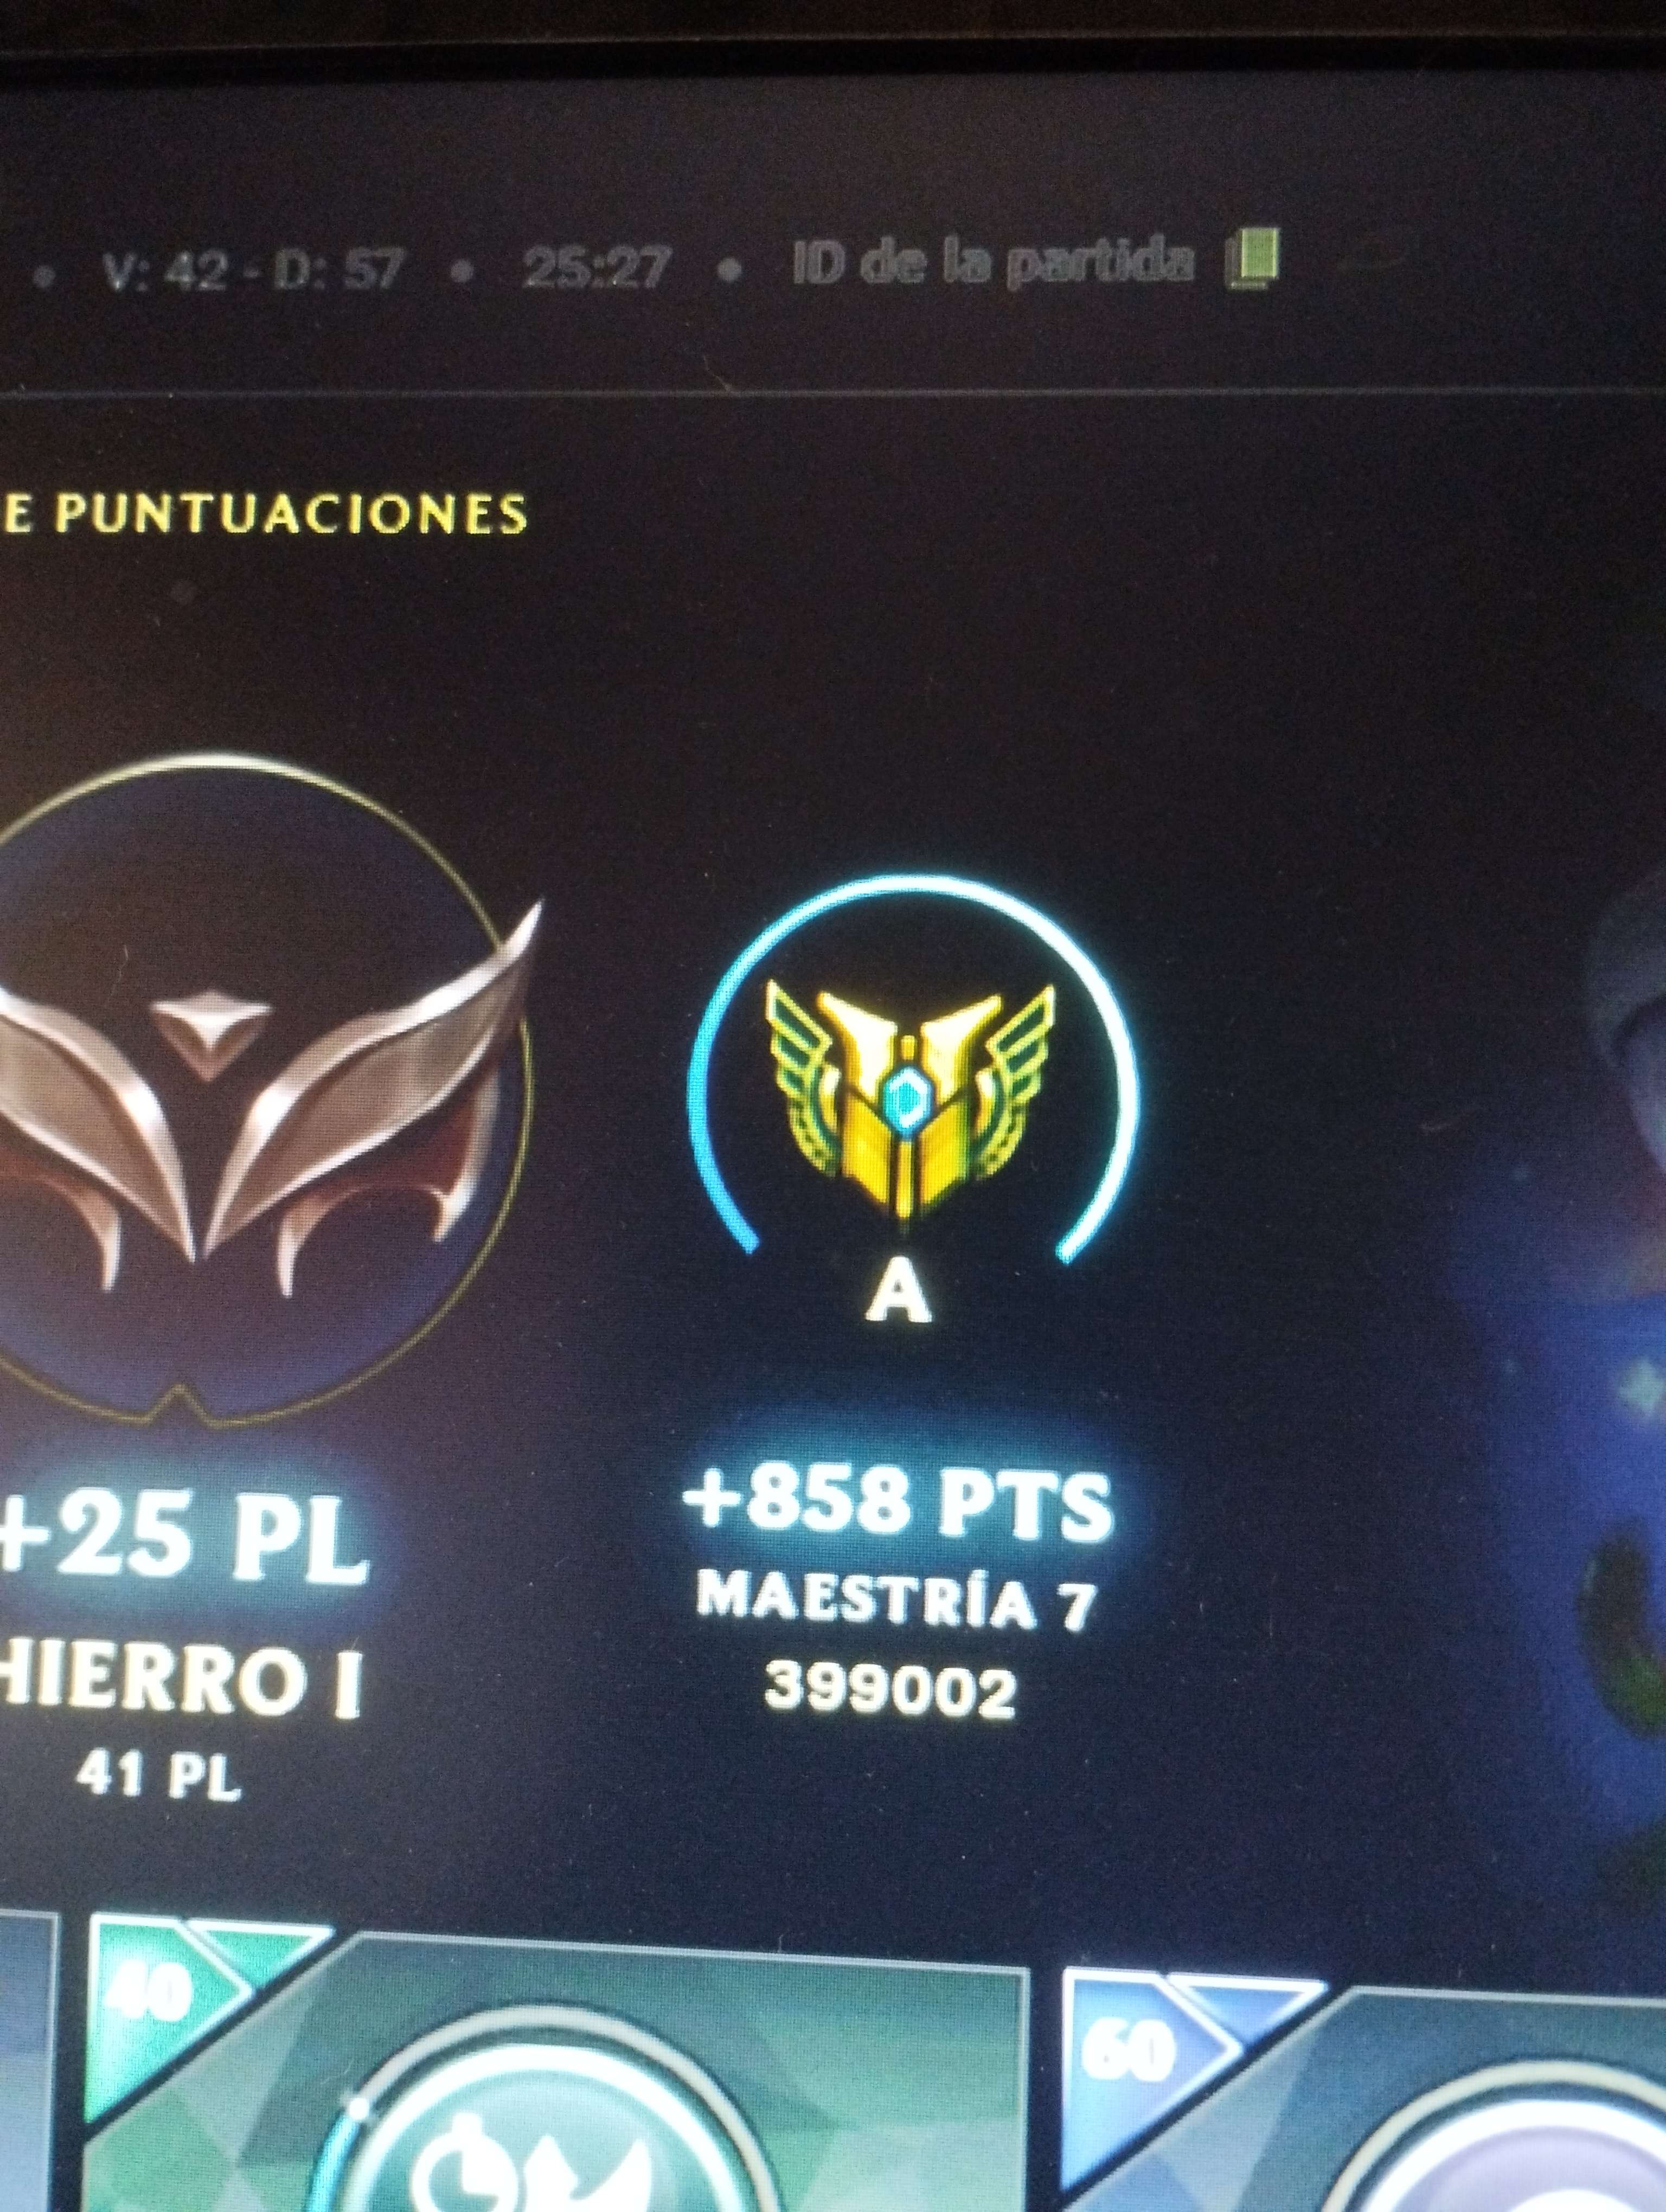 • V: 42 - D: 57 • 25:27 • ID de la partida
E PUNTUACIONES
A
+25 PL
HIERRO I
41 PL
+858 PTS
MAESTRÍA 7
399002
40
60